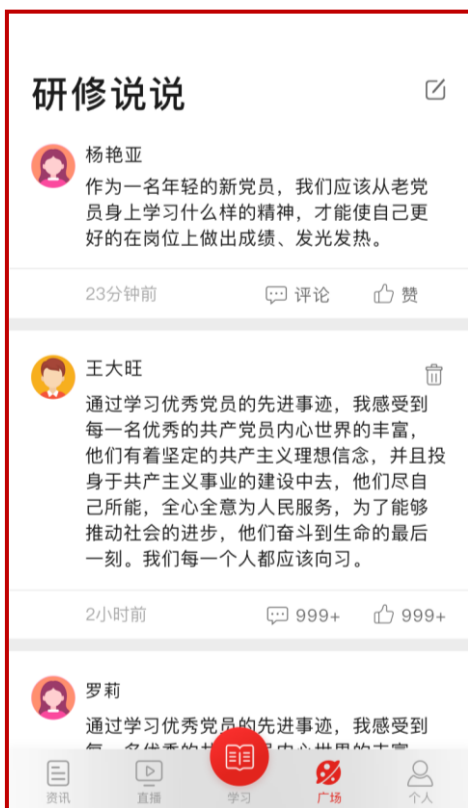 研修说说
杨艳亚
作为一名年轻的新党员，我们应该从老党
员身上学习什么样的精神，才能使自己更
好的在岗位上做出成绩、发光发热。
23分钟前 评论 赞
王大旺
通过学习优秀党员的先进事迹，我感受到
每一名优秀的共产党员内心世界的丰富，
他们有着坚定的共产主义理想信念，并且投
身于共产主义事业的建设中去，他们尽自
己所能，全心全意为人民服务，为了能够
推动社会的进步，他们奋斗到生命的最后
一刻。我们每一个人都应该向习。
2小时前 999+ 999+
罗莉
通过学习优秀党员的先进事迹，我感受到
资讯 直播 学习 广场 个人